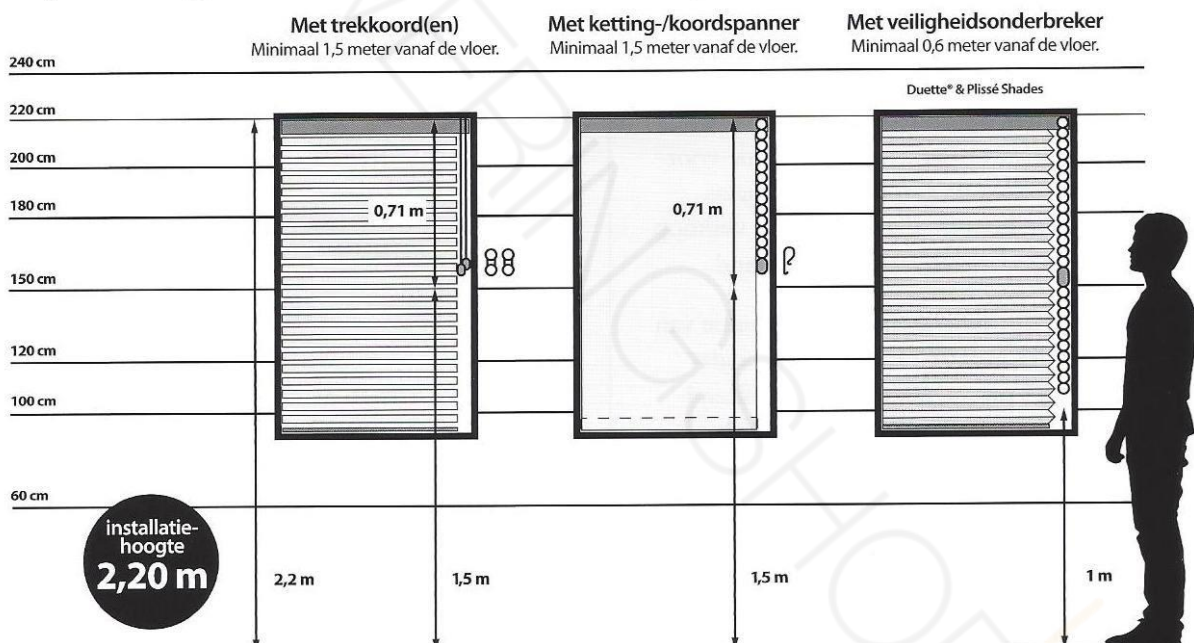 Met trekkoord(en)
Minimaal 1,5 meter vanaf de vloer.
Met ketting-/koordspanner
Minimaal 1,5 meter vanaf de vloer.
Met veiligheidsonderbreker
Minimaal 0,6 meter vanaf de vloer.
Duette® & Plissé Shades
240 cm
220 cm
200 cm
180 cm
150 cm
120 cm
100 cm
60 cm
0,71 m
0,71 m
installatie-
hoogte
2,20 m
2,2 m
1,5 m
1,5 m
1 m